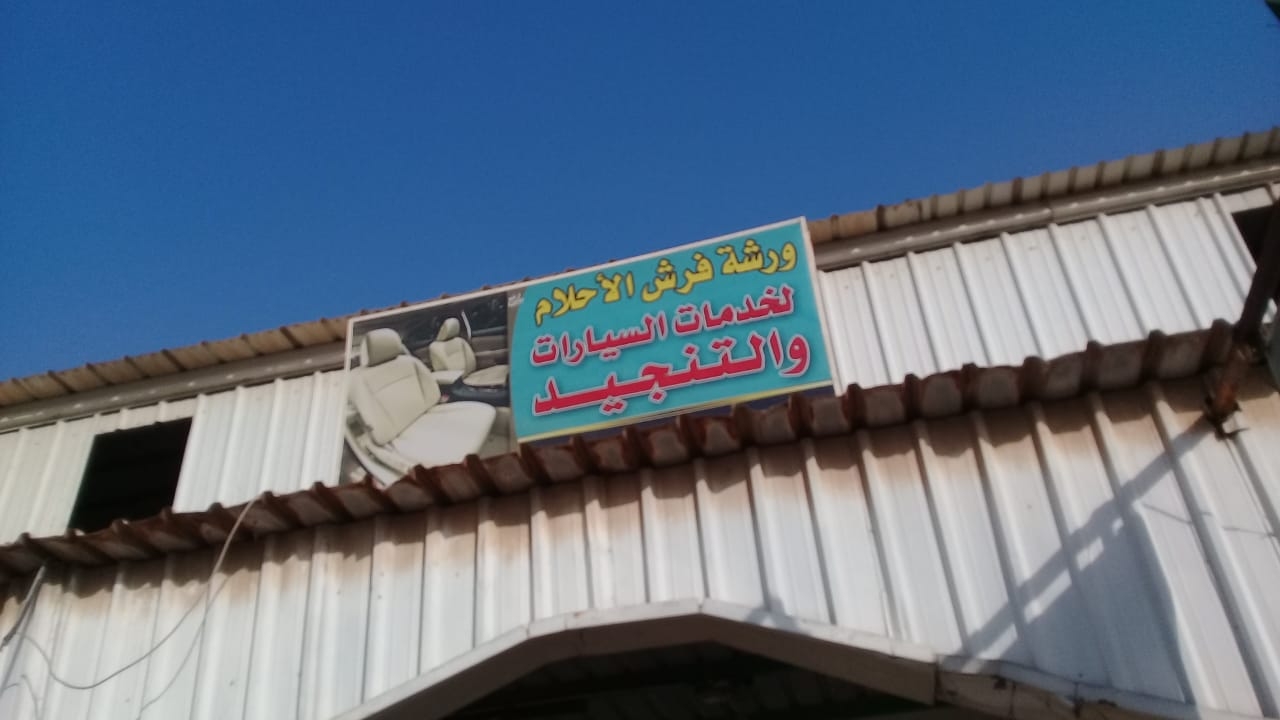 ورشة فرش الأحلام
لخدمات السيارات
والتنجيد